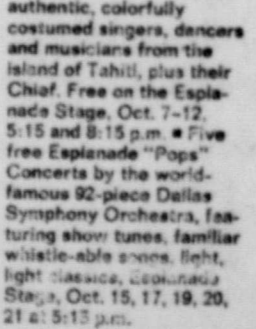 authentic, colorfully
costumed singers, dancers
and musicians from the
island of Tahiti, plus their
Chief. Free on the Espla-
nade Stage, Oct. 7-12,
5:15 and 8:15 p.m. ■ Five
free Esplanade "Pops"
Concerts by the world-
famous 92-piece Dallas
Symphony Orchestra, fea-
turing show tunes, familiar
whistle-able songs, light,
light classics, Esplanade
Stage, Oct. 15, 17, 19, 20,
21 at 5:15 p.m.